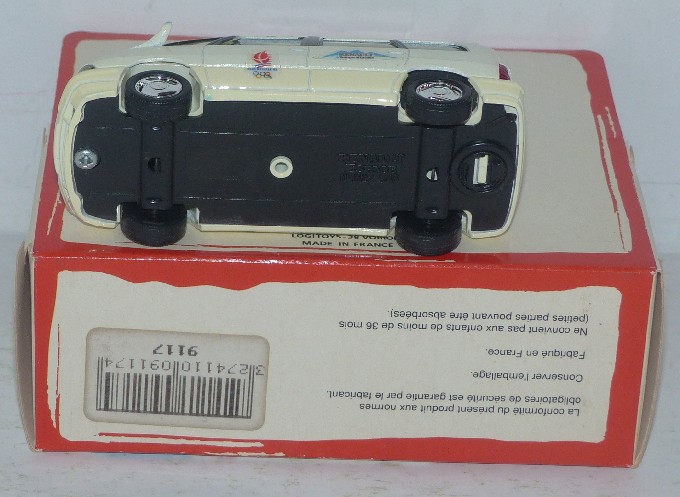 MADE IN FRANCE
La conformité du présent produit aux normes
obligatoires de sécurité est garantie par le fabricant.
Conserver l'emballage.
Fabriqué en France.
Ne convient pas aux enfants de moins de 36 mois
(petites parties pouvant être absorbées).
3 274110 091174
9117